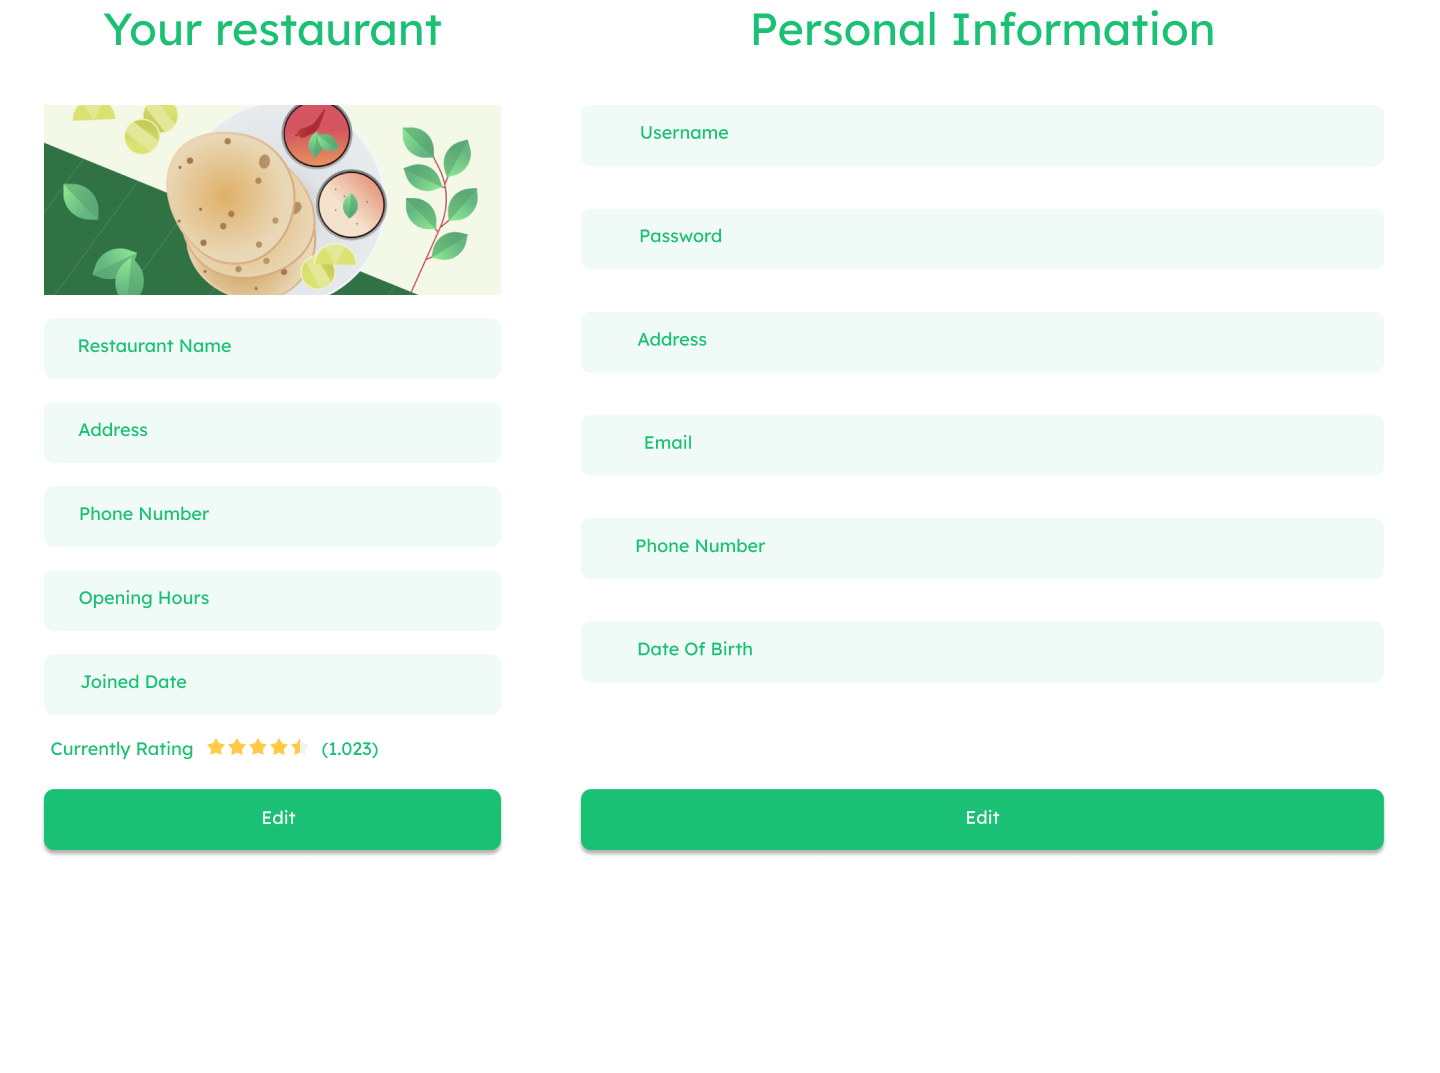 Your restaurant
Restaurant Name
Address
Phone Number
Opening Hours
Joined Date
Currently Rating (1.023)
Edit
Personal Information
Username
Password
Address
Email
Phone Number
Date Of Birth
Edit